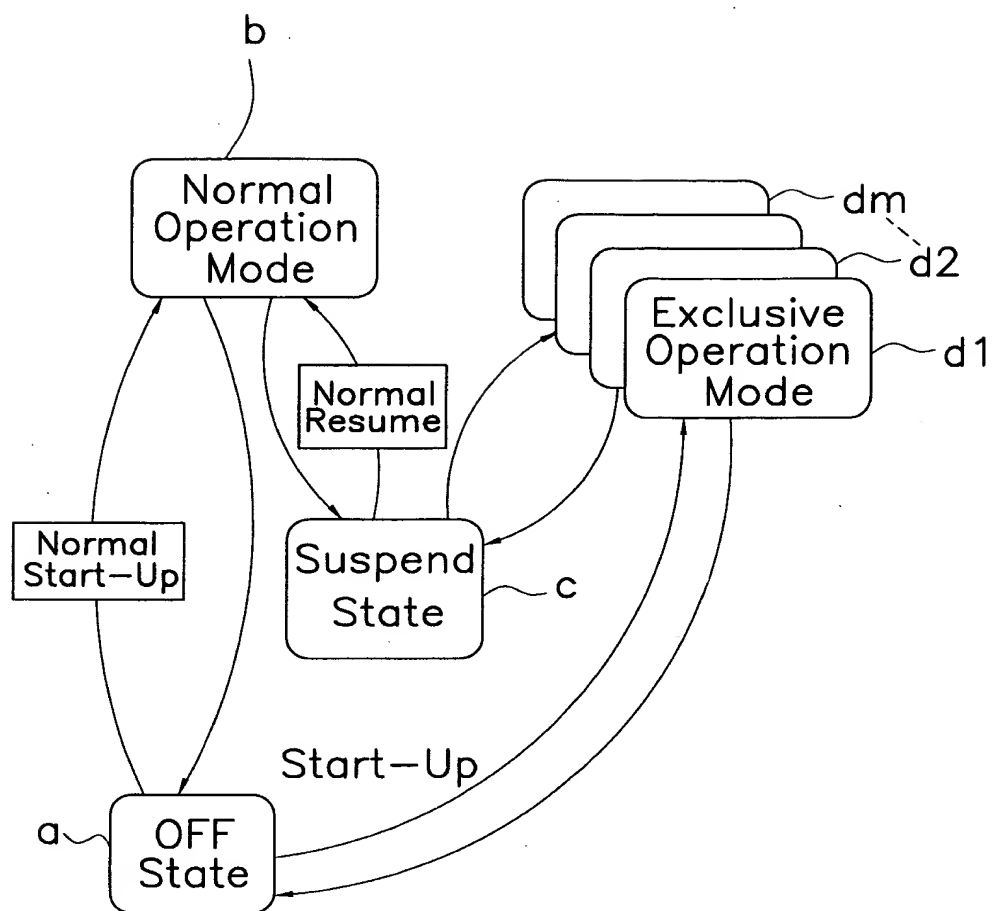 b
Normal
Operation
Mode
dm
d2
Exclusive
Operation
Mode
d1
Normal
Resume
Normal
Start-Up
Suspend
State
c
Start-Up
a
OFF
State